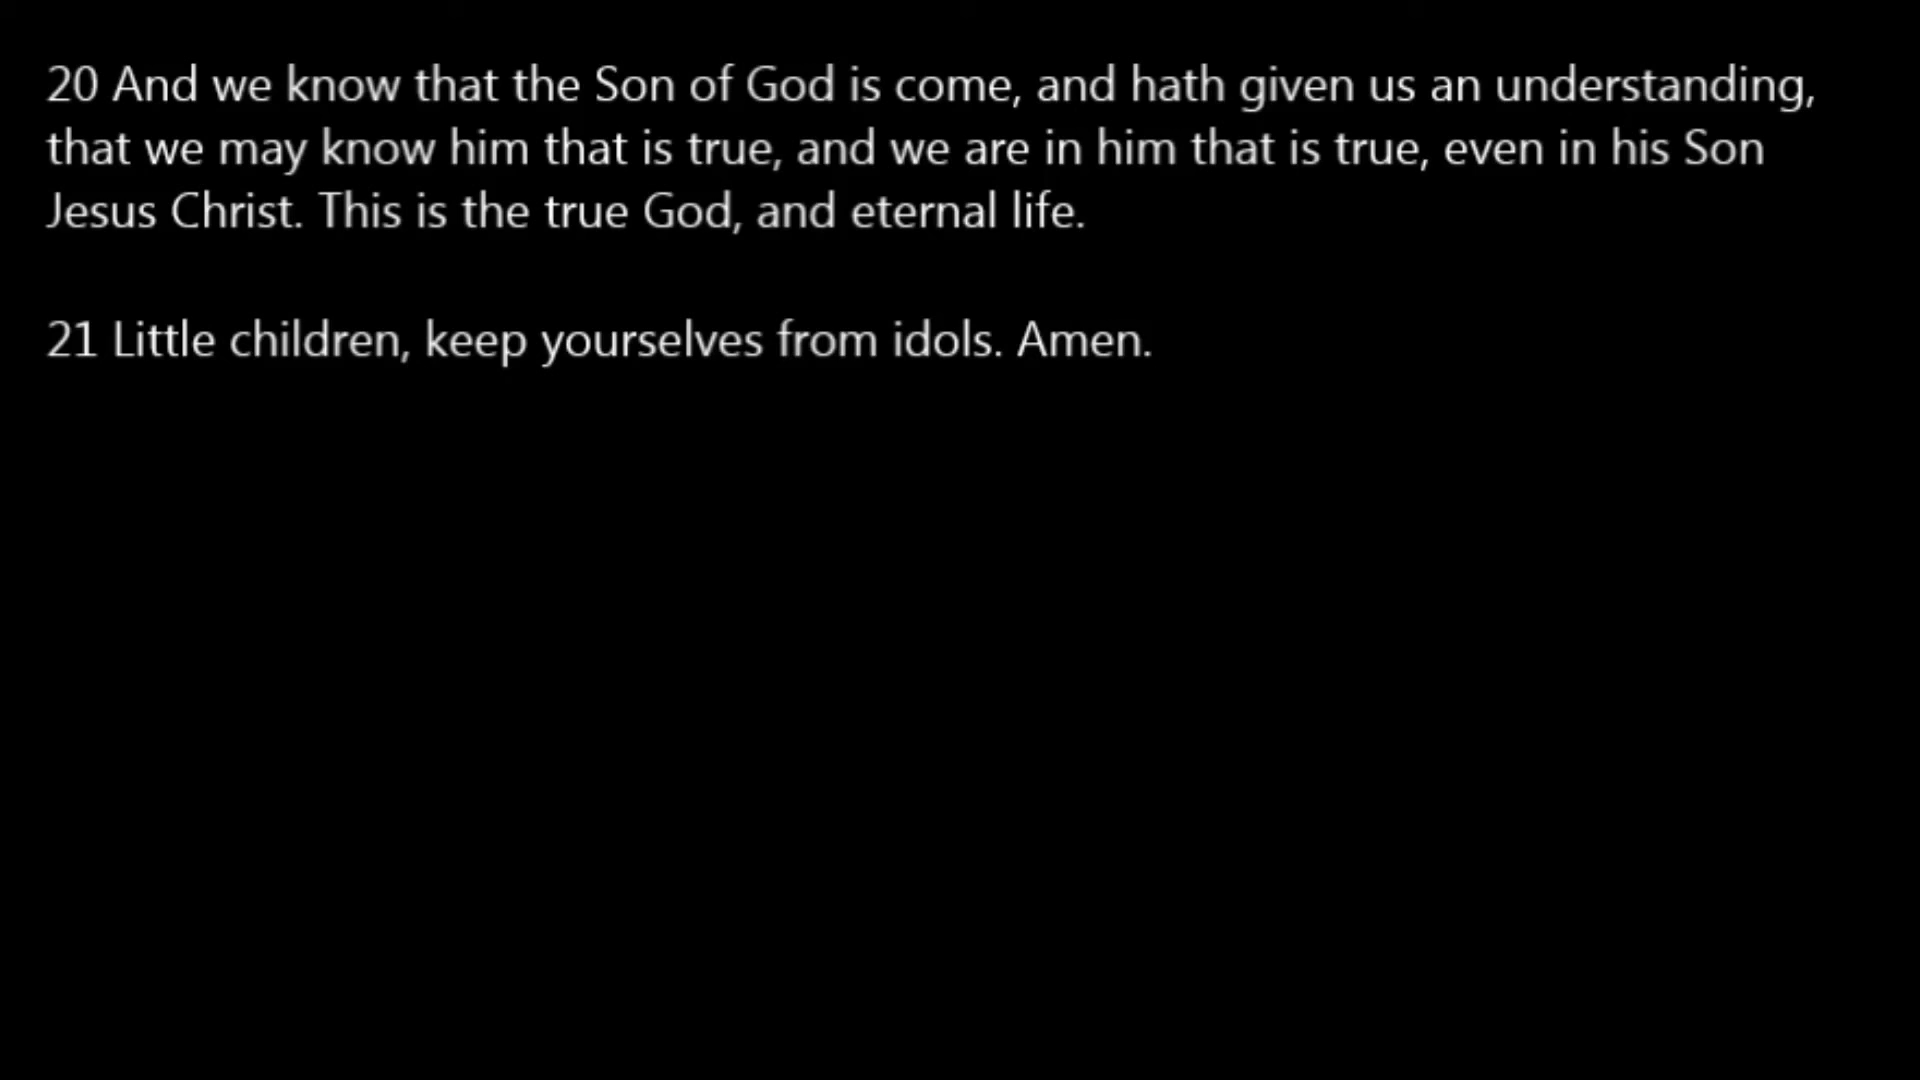 20 And we know that the Son of God is come, and hath given us an understanding,
that we may know him that is true, and we are in him that is true, even in his Son
Jesus Christ. This is the true God, and eternal life.
21 Little children, keep yourselves from idols. Amen.